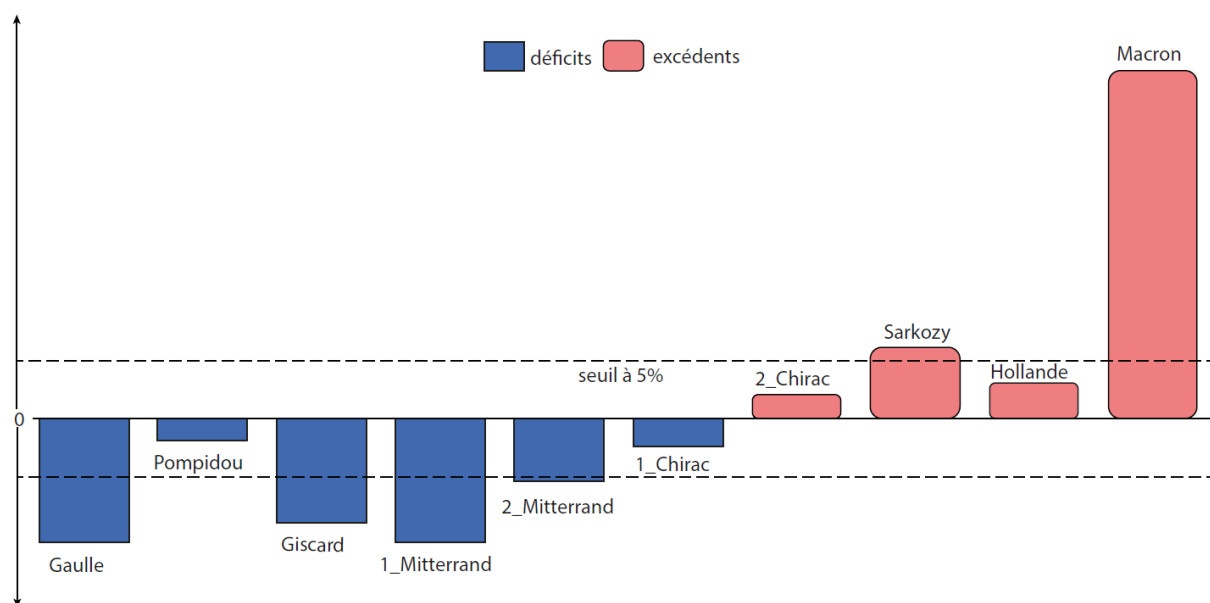 déficits
excédents
Macron
Sarkozy
seuil à 5%
2_Chirac
Hollande
0
Pompidou
1_Chirac
2_Mitterrand
Giscard
Gaulle
1_Mitterrand